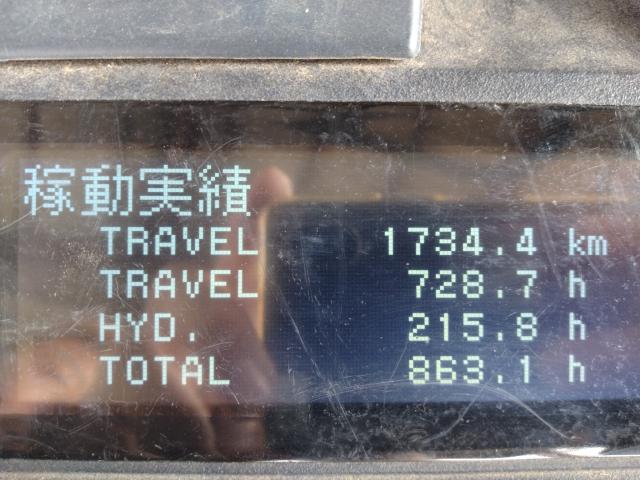 稼動実績
TRAVEL 1734.4 km
TRAVEL 728.7 h
HYD. 215.8 h
TOTAL 863.1 h